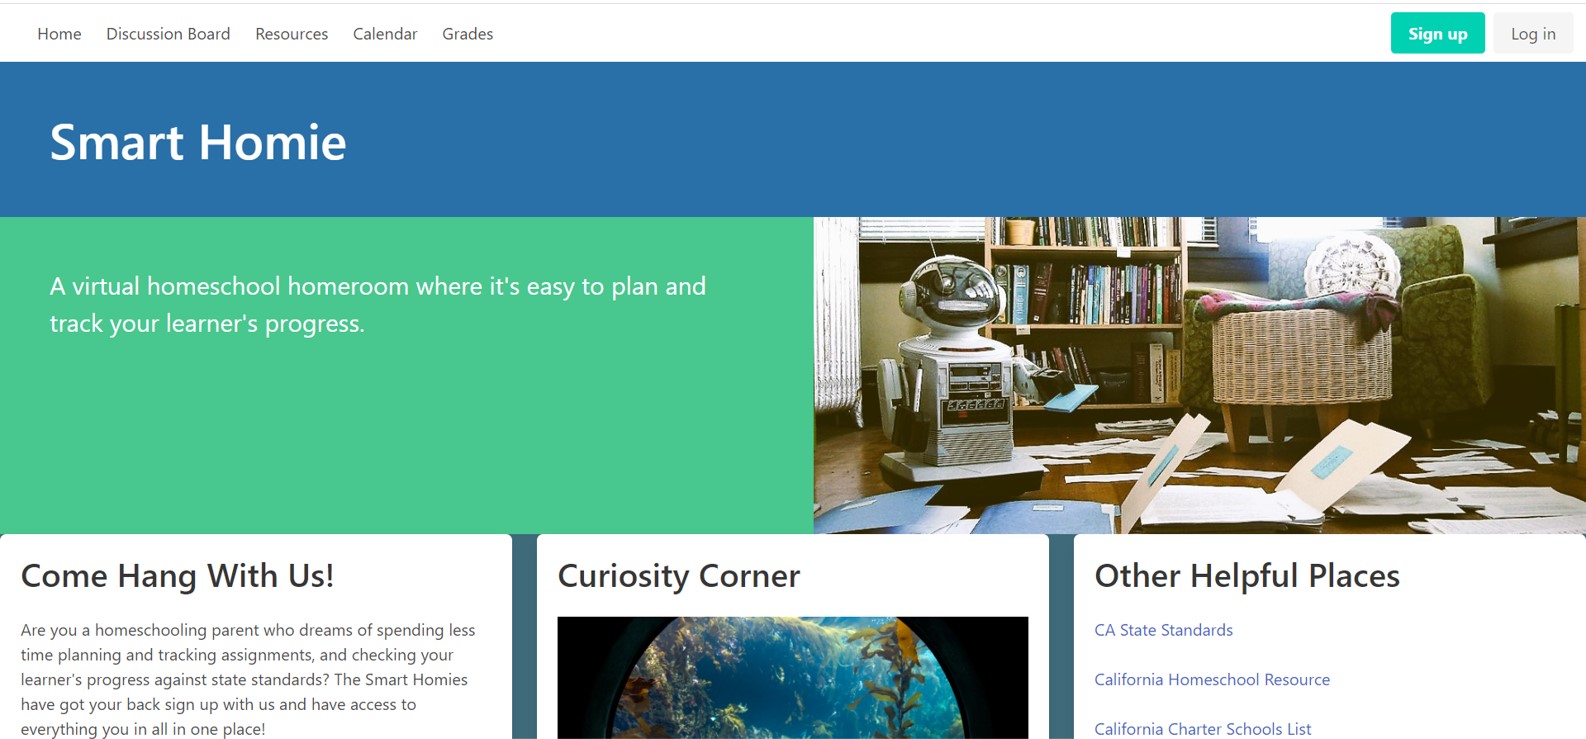 Home Discussion Board Resources Calendar Grades Sign up Log in
Smart Homie
A virtual homeschool homeroom where it's easy to plan and
track your learner's progress.
Come Hang With Us!
Are you a homeschooling parent who dreams of spending less
time planning and tracking assignments, and checking your
learner's progress against state standards? The Smart Homies
have got your back sign up with us and have access to
everything you in all in one place!
Curiosity Corner
Other Helpful Places
CA State Standards
California Homeschool Resource
California Charter Schools List